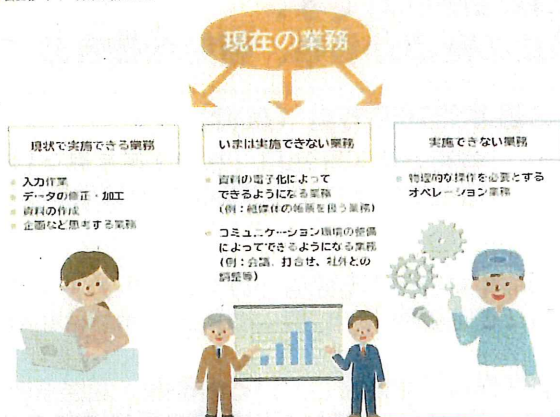 現在の業務
現状で実施できる業務
入力作業
データの修正・加工
資料の作成
企画など思考する業務
いまは実施できない業務
資料の電子化によって
できるようになる業務
(例：紙媒体の帳票を扱う業務)
コミュニケーション環境の整備
によってできるようになる業務
(例：会議、打合せ、社外との
調整等)
実施できない業務
物理的な操作を必要とする
オペレーション業務